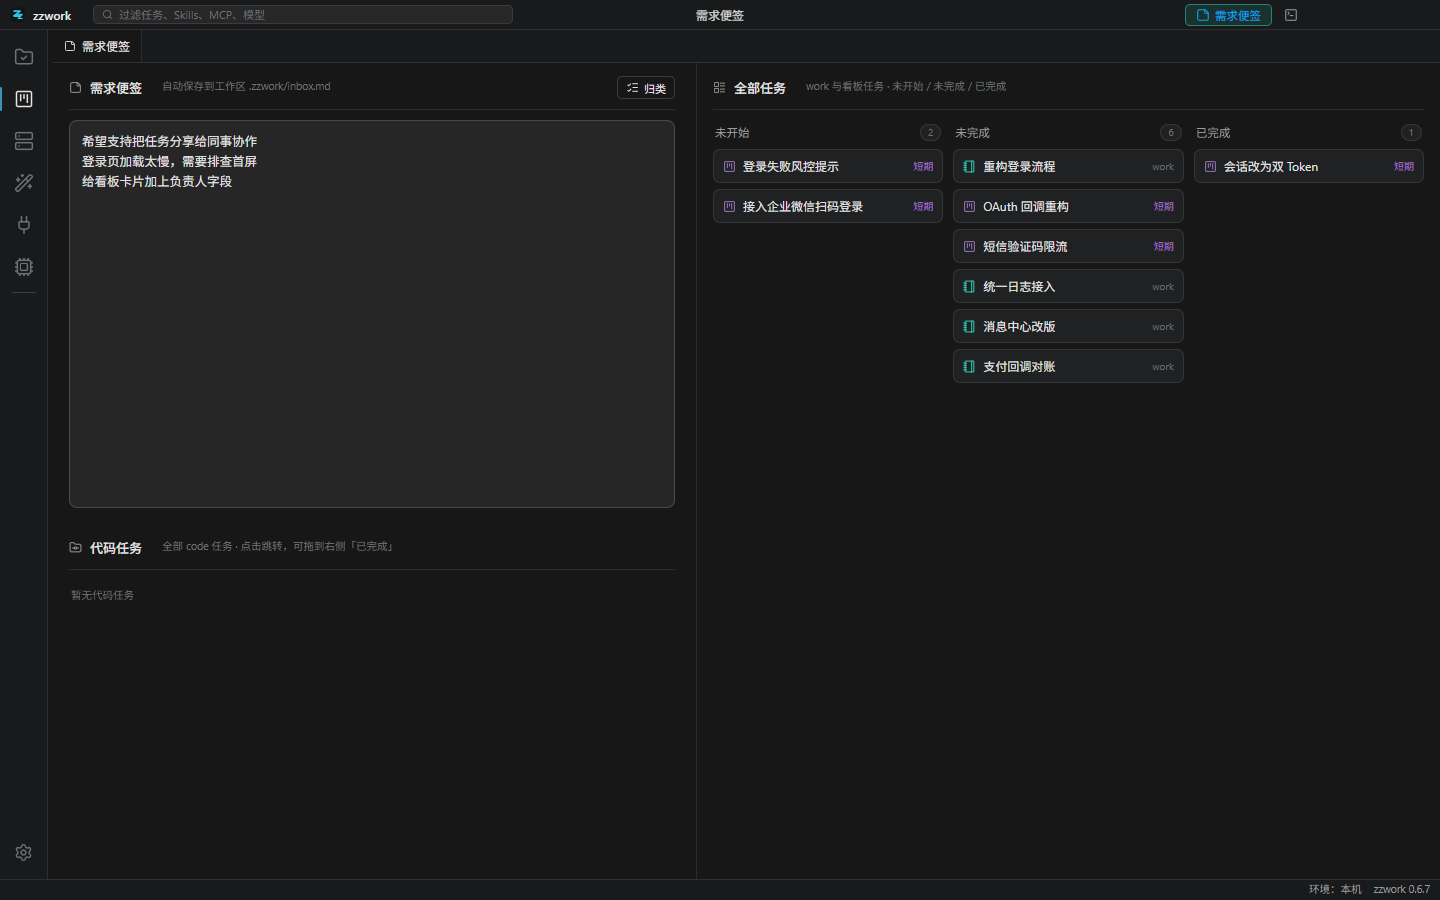 zzwork
过滤任务、Skills、MCP、模型
需求便签
需求便签
需求便签
需求便签
自动保存到工作区 .zzwork/inbox.md
归类
希望支持把任务分享给同事协作
登录页加载太慢，需要排查首屏
给看板卡片加上负责人字段
代码任务
全部 code 任务 · 点击跳转，可拖到右侧「已完成」
暂无代码任务
全部任务
work 与看板任务 · 未开始 / 未完成 / 已完成
未开始
2
登录失败风控提示
短期
接入企业微信扫码登录
短期
未完成
6
重构登录流程
work
OAuth 回调重构
短期
短信验证码限流
短期
统一日志接入
work
消息中心改版
work
支付回调对账
work
已完成
1
会话改为双 Token
短期
环境：本机
zzwork 0.6.7